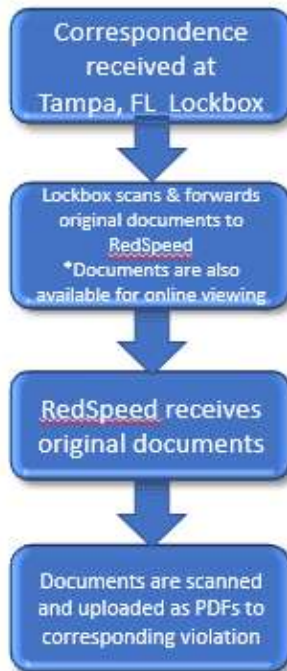 Correspondence
received at
Tampa, FL Lockbox
Lockbox scans & forwards
original documents to
RedSpeed
*Documents are also
available for online viewing
RedSpeed receives
original documents
Documents are scanned
and uploaded as PDFs to
corresponding violation